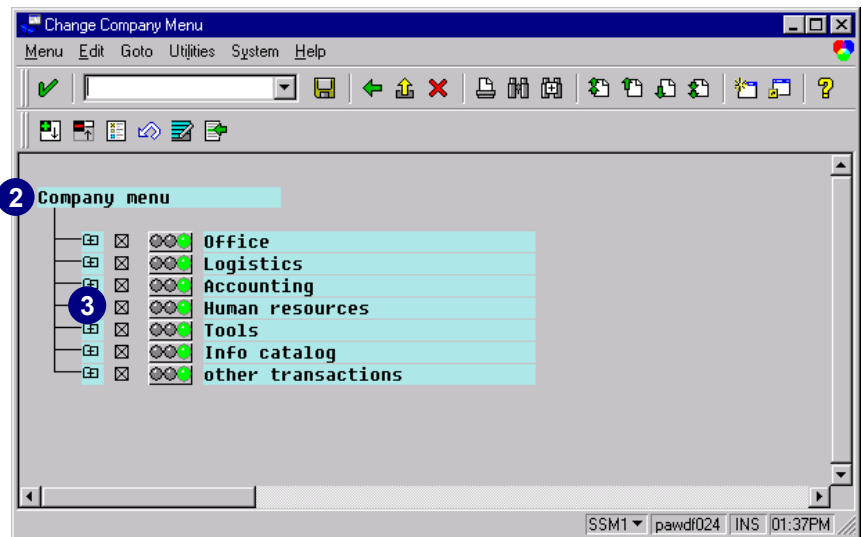 Change Company Menu
Menu Edit Goto Utilities System Help
2 Company menu
Office
Logistics
Accounting
3 Human resources
Tools
Info catalog
other transactions
SSM1 pawdf024 INS 01:37PM